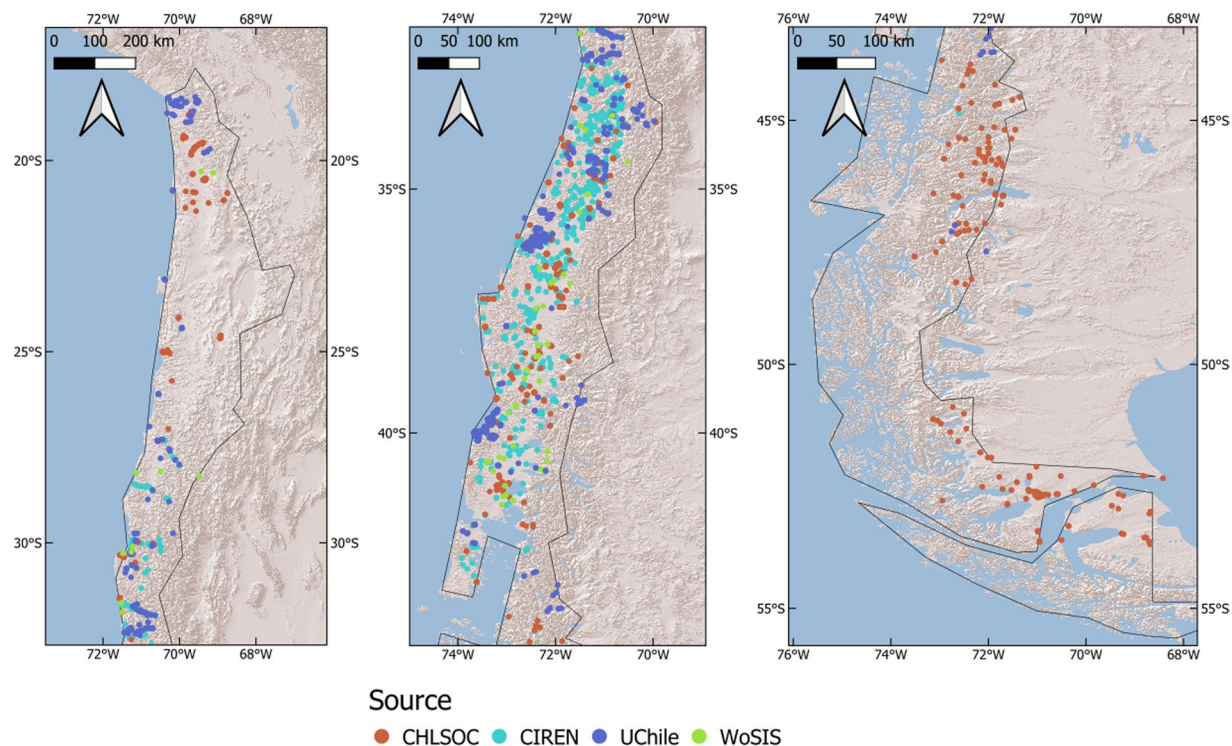 72°W 70°W 68°W
0 100 200 km
20°S 20°S
25°S 25°S
30°S 30°S
72°W 70°W 68°W
74°W 72°W 70°W
0 50 100 km
35°S 35°S
40°S 40°S
74°W 72°W 70°W
76°W 74°W 72°W 70°W 68°W
0 50 100 km
45°S 45°S
50°S 50°S
55°S 55°S
76°W 74°W 72°W 70°W 68°W
Source
CHLSOC CIREN UChile WoSIS